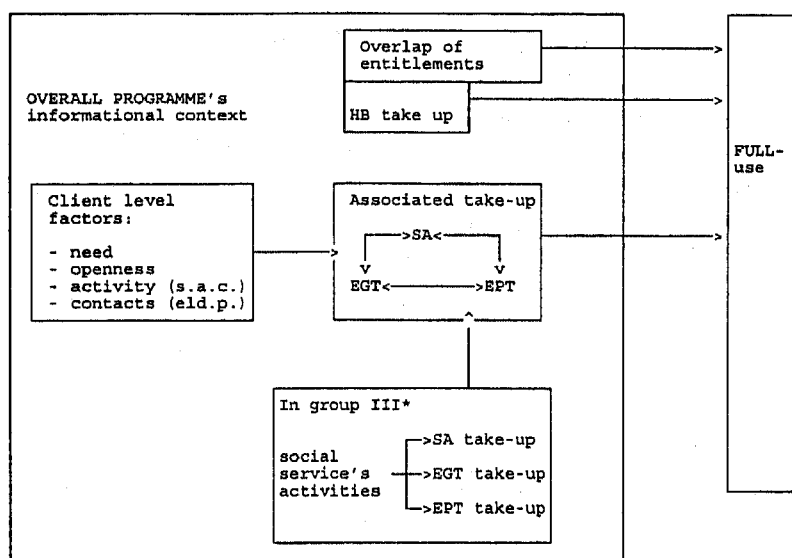 Overlap of
entitlements
OVERALL PROGRAMME's
informational context
HB take up
FULL-
use
Client level
factors:
- need
- openness
- activity (s.a.c.)
- contacts (eld.p.)
Associated take-up
>SA<
v v
EGT< >EPT
In group III*
social
service's
activities
>SA take-up
>EGT take-up
>EPT take-up